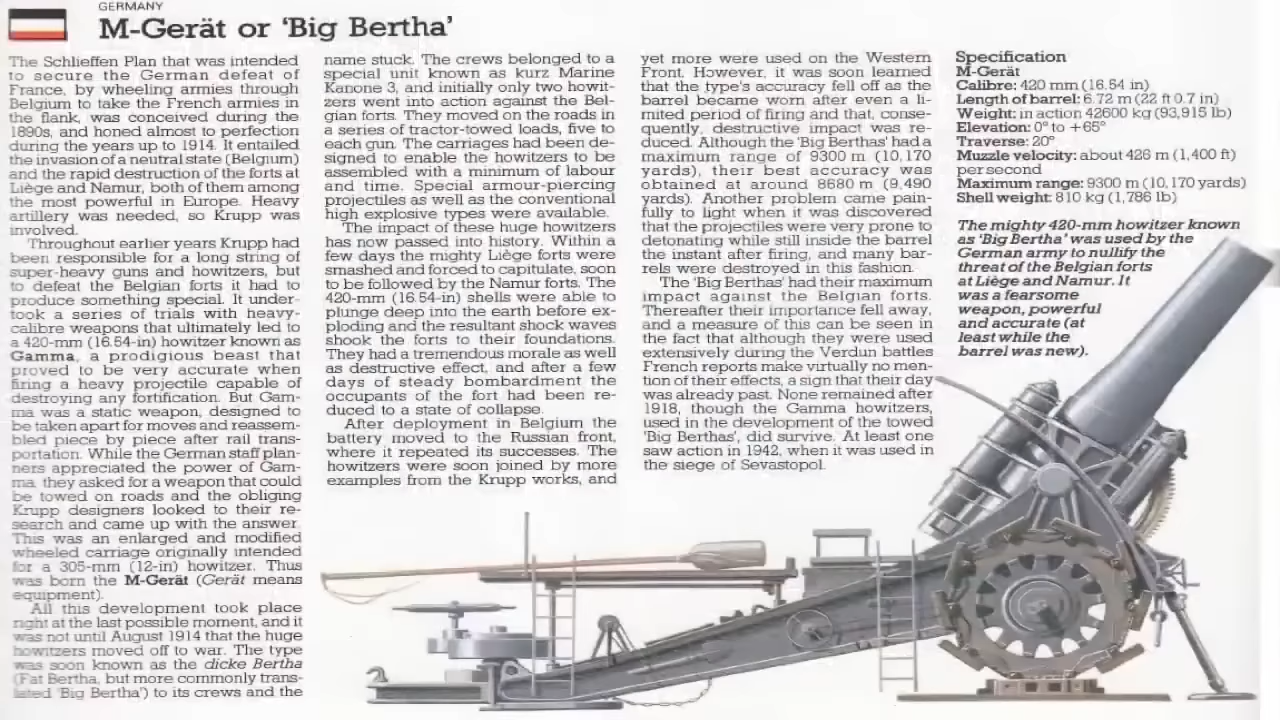 GERMANY
M-Gerät or ‘Big Bertha’
The Schlieffen Plan that was intended
to secure the German defeat of
France, by wheeling armies through
Belgium to take the French armies in
the flank, was conceived during the
1890s, and honed almost to perfection
during the years up to 1914. It entailed
the invasion of a neutral state (Belgium)
and the rapid destruction of the forts at
Liège and Namur, both of them among
the most powerful in Europe. Heavy
artillery was needed, so Krupp was
involved.
Throughout earlier years Krupp had
been responsible for a long string of
super-heavy guns and howitzers, but
to defeat the Belgian forts it had to
produce something special. It under-
took a series of trials with heavy-
calibre weapons that ultimately led to
a 420-mm (16.54-in) howitzer known as
Gamma, a prodigious beast that
proved to be very accurate when
firing a heavy projectile capable of
destroying any fortification. But Gam-
ma was a static weapon, designed to
be taken apart for moves and reassem-
bled piece by piece after rail trans-
portation. While the German staff plan-
ners appreciated the power of Gam-
ma, they asked for a weapon that could
be towed on roads and the obliging
Krupp designers looked to their re-
search and came up with the answer.
This was an enlarged and modified
wheeled carriage originally intended
for a 305-mm (12-in) howitzer. Thus
was born the M-Gerät (Gerät means
equipment).
All this development took place
right at the last possible moment, and it
was not until August 1914 that the huge
howitzers moved off to war. The type
was soon known as the dicke Bertha
(Fat Bertha, but more commonly trans-
lated ‘Big Bertha’) to its crews and the
name stuck. The crews belonged to a
special unit known as kurz Marine
Kanone 3, and initially only two howit-
zers went into action against the Bel-
gian forts. They moved on the roads in
a series of tractor-towed loads, five to
each gun. The carriages had been de-
signed to enable the howitzers to be
assembled with a minimum of labour
and time. Special armour-piercing
projectiles as well as the conventional
high explosive types were available.
The impact of these huge howitzers
has now passed into history. Within a
few days the mighty Liège forts were
smashed and forced to capitulate, soon
to be followed by the Namur forts. The
420-mm (16.54-in) shells were able to
plunge deep into the earth before ex-
ploding and the resultant shock waves
shook the forts to their foundations.
They had a tremendous morale as well
as destructive effect, and after a few
days of steady bombardment the
occupants of the fort had been re-
duced to a state of collapse.
After deployment in Belgium the
battery moved to the Russian front,
where it repeated its successes. The
howitzers were soon joined by more
examples from the Krupp works, and
yet more were used on the Western
Front. However, it was soon learned
that the type's accuracy fell off as the
barrel became worn after even a li-
mited period of firing and that, conse-
quently, destructive impact was re-
duced. Although the ‘Big Berthas’ had a
maximum range of 9300 m (10,170
yards), their best accuracy was
obtained at around 8680 m (9,490
yards). Another problem came pain-
fully to light when it was discovered
that the projectiles were very prone to
detonating while still inside the barrel
the instant after firing, and many bar-
rels were destroyed in this fashion.
The ‘Big Berthas’ had their maximum
impact against the Belgian forts.
Thereafter their importance fell away,
and a measure of this can be seen in
the fact that although they were used
extensively during the Verdun battles
French reports make virtually no men-
tion of their effects, a sign that their day
was already past. None remained after
1918, though the Gamma howitzers,
used in the development of the towed
‘Big Berthas’, did survive. At least one
saw action in 1942, when it was used in
the siege of Sevastopol.
Specification
M-Gerät
Calibre: 420 mm (16.54 in)
Length of barrel: 6.72 m (22 ft 0.7 in)
Weight: in action 42600 kg (93,915 lb)
Elevation: 0° to +65°
Traverse: 20°
Muzzle velocity: about 426 m (1,400 ft)
per second
Maximum range: 9300 m (10,170 yards)
Shell weight: 810 kg (1,786 lb)
The mighty 420-mm howitzer known
as ‘Big Bertha’ was used by the
German army to nullify the
threat of the Belgian forts
at Liège and Namur. It
was a fearsome
weapon, powerful
and accurate (at
least while the
barrel was new).